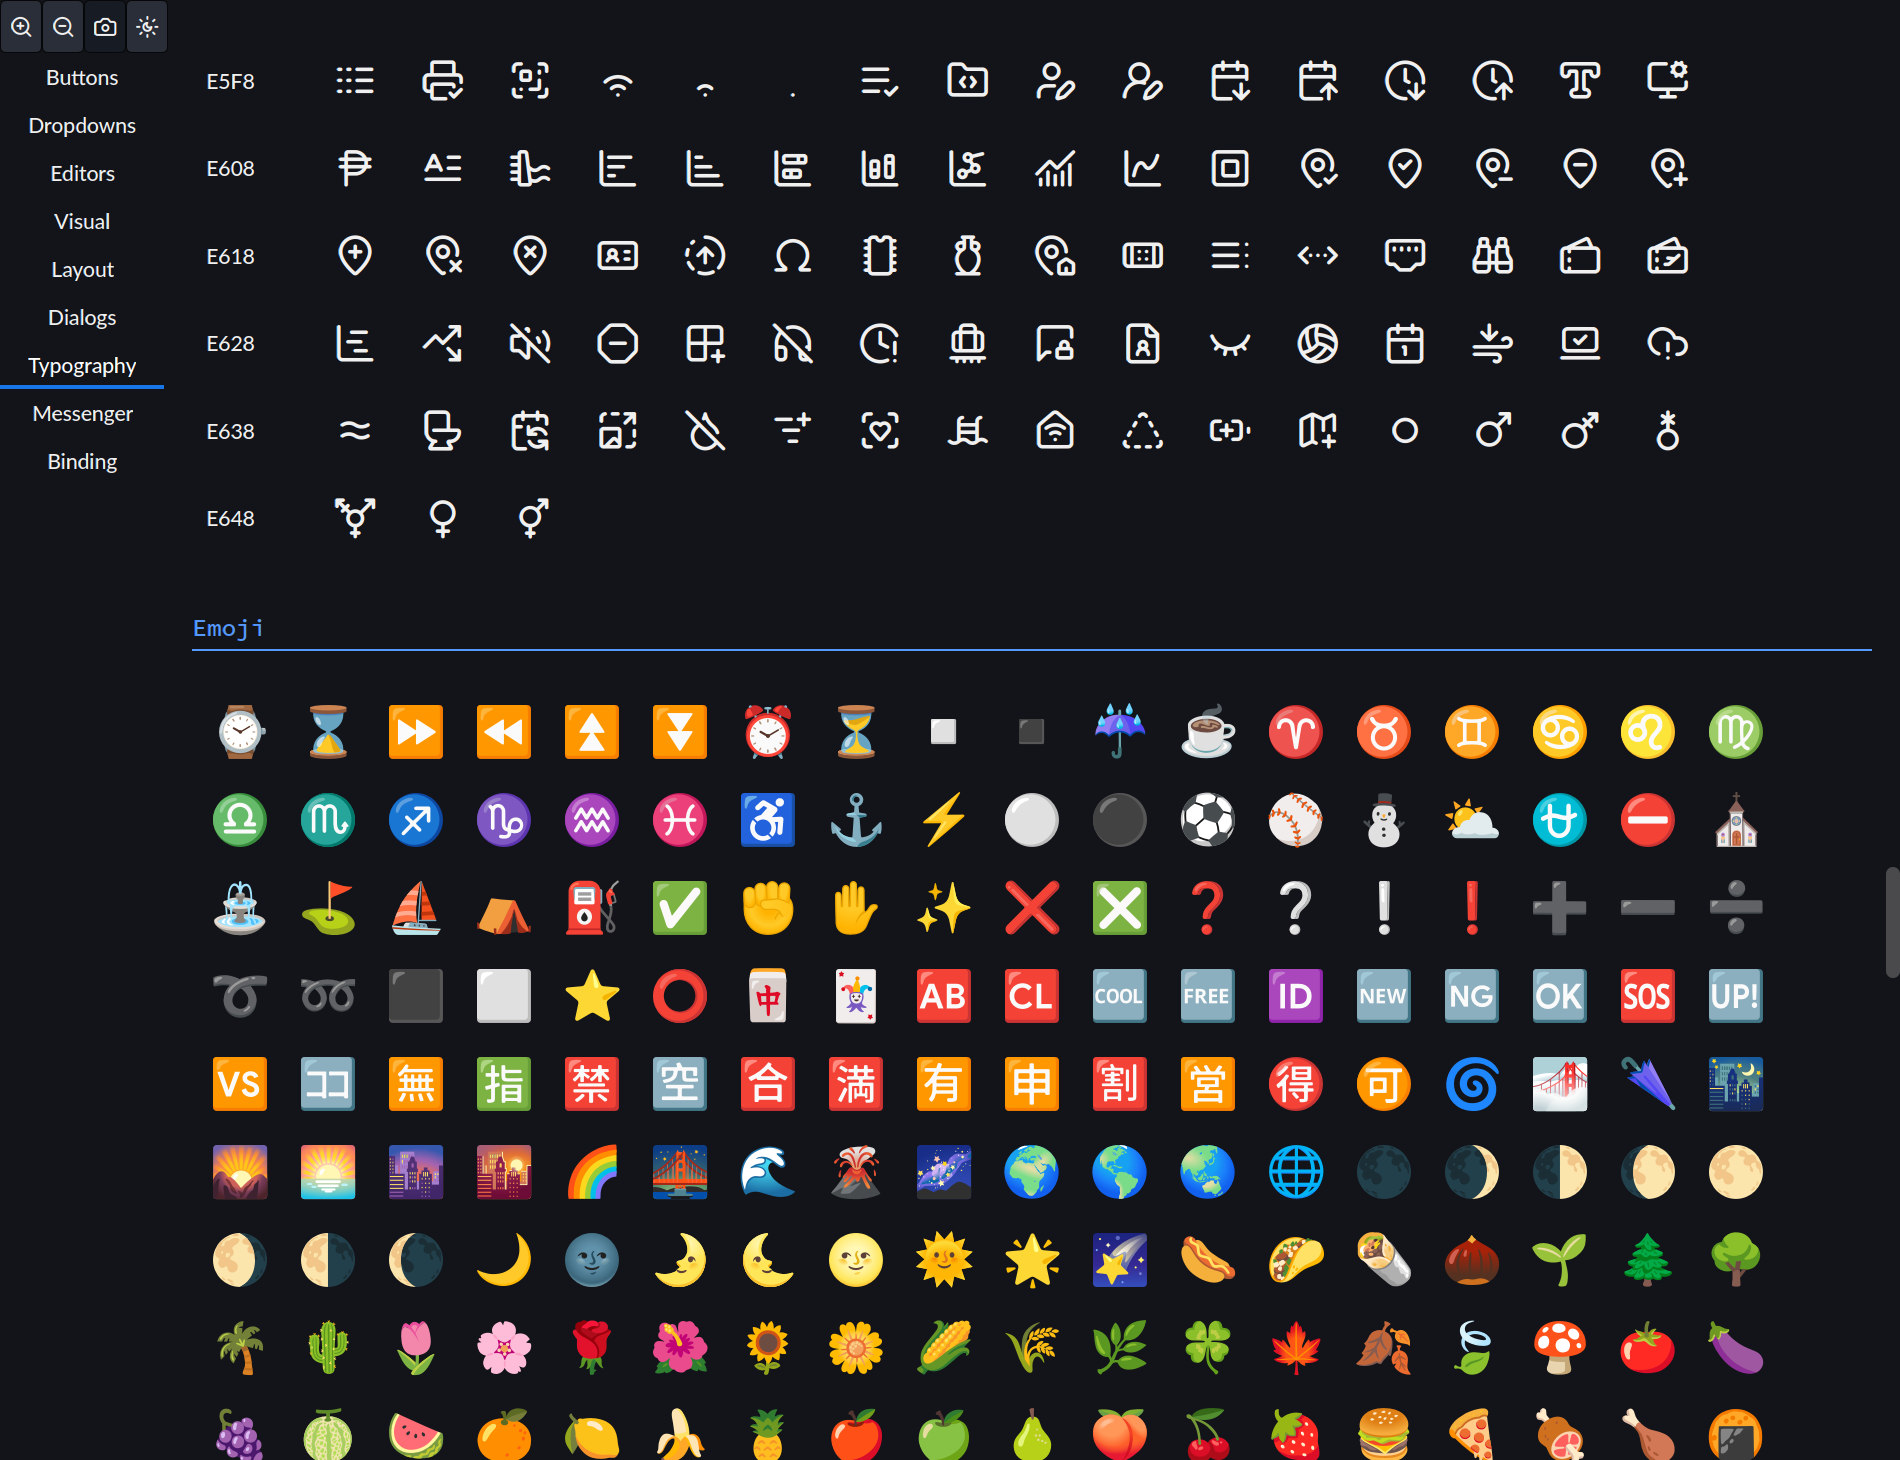 Buttons
Dropdowns
Editors
Visual
Layout
Dialogs
Typography
Messenger
Binding
E5F8
E608
E618
E628
E638
E648
Emoji
中 AB CL COOL FREE ID NEW NG OK SOS UP!
VS ココ 無 指 禁 空 合 満 有 申 割 営 得 可